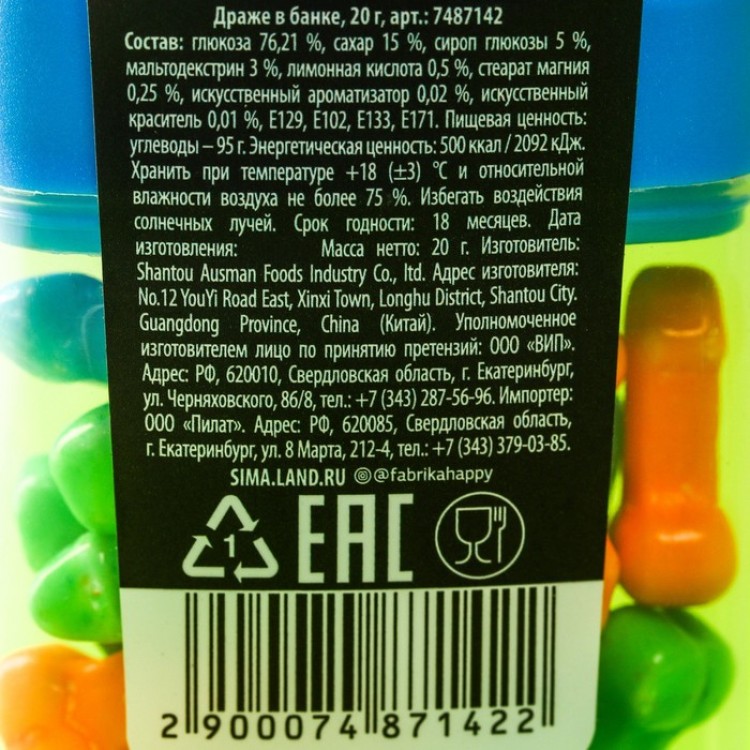 Драже в банке, 20 г, арт.: 7487142
Состав: глюкоза 76,21 %, сахар 15 %, сироп глюкозы 5 %,
мальтодекстрин 3 %, лимонная кислота 0,5 %, стеарат магния
0,25 %, искусственный ароматизатор 0,02 %, искусственный
краситель 0,01 %, Е129, Е102, Е133, Е171. Пищевая ценность:
углеводы – 95 г. Энергетическая ценность: 500 ккал / 2092 кДж.
Хранить при температуре +18 (±3) °С и относительной
влажности воздуха не более 75 %. Избегать воздействия
солнечных лучей. Срок годности: 18 месяцев. Дата
изготовления: Масса нетто: 20 г. Изготовитель:
Shantou Ausman Foods Industry Co., ltd. Адрес изготовителя:
No.12 YouYi Road East, Xinxi Town, Longhu District, Shantou City.
Guangdong Province, China (Китай). Уполномоченное
изготовителем лицо по принятию претензий: ООО «ВИП».
Адрес: РФ, 620010, Свердловская область, г. Екатеринбург,
ул. Черняховского, 86/8, тел.: +7 (343) 287-56-96. Импортер:
ООО «Пилат». Адрес: РФ, 620085, Свердловская область,
г. Екатеринбург, ул. 8 Марта, 212-4, тел.: +7 (343) 379-03-85.
SIMA.LAND.RU @fabrikahappy
1 EAC
2 900074 871422